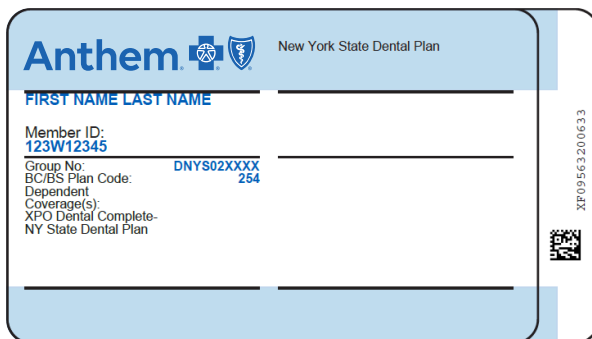 Anthem
New York State Dental Plan
FIRST NAME LAST NAME
Member ID:
123W12345
Group No: DNYS02XXXX
BC/BS Plan Code: 254
Dependent
Coverage(s):
XPO Dental Complete-
NY State Dental Plan
XF09563200633